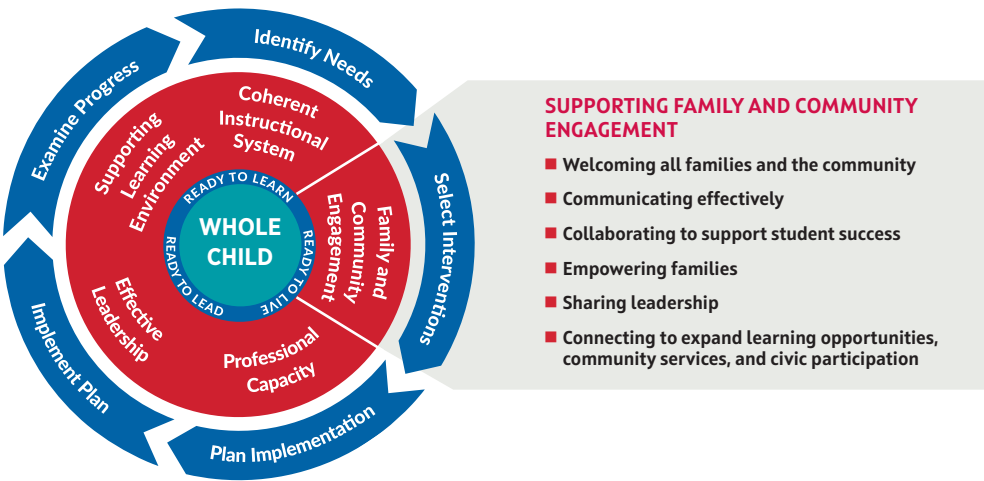 Identify Needs
Select Interventions
Plan Implementation
Implement Plan
Examine Progress
Coherent
Instructional
System
Family and
Community
Engagement
Professional
Capacity
Effective
Leadership
Supporting
Learning
Environment
READY TO LEARN
READY TO LIVE
READY TO LEAD
WHOLE
CHILD
SUPPORTING FAMILY AND COMMUNITY
ENGAGEMENT
■ Welcoming all families and the community
■ Communicating effectively
■ Collaborating to support student success
■ Empowering families
■ Sharing leadership
■ Connecting to expand learning opportunities,
community services, and civic participation